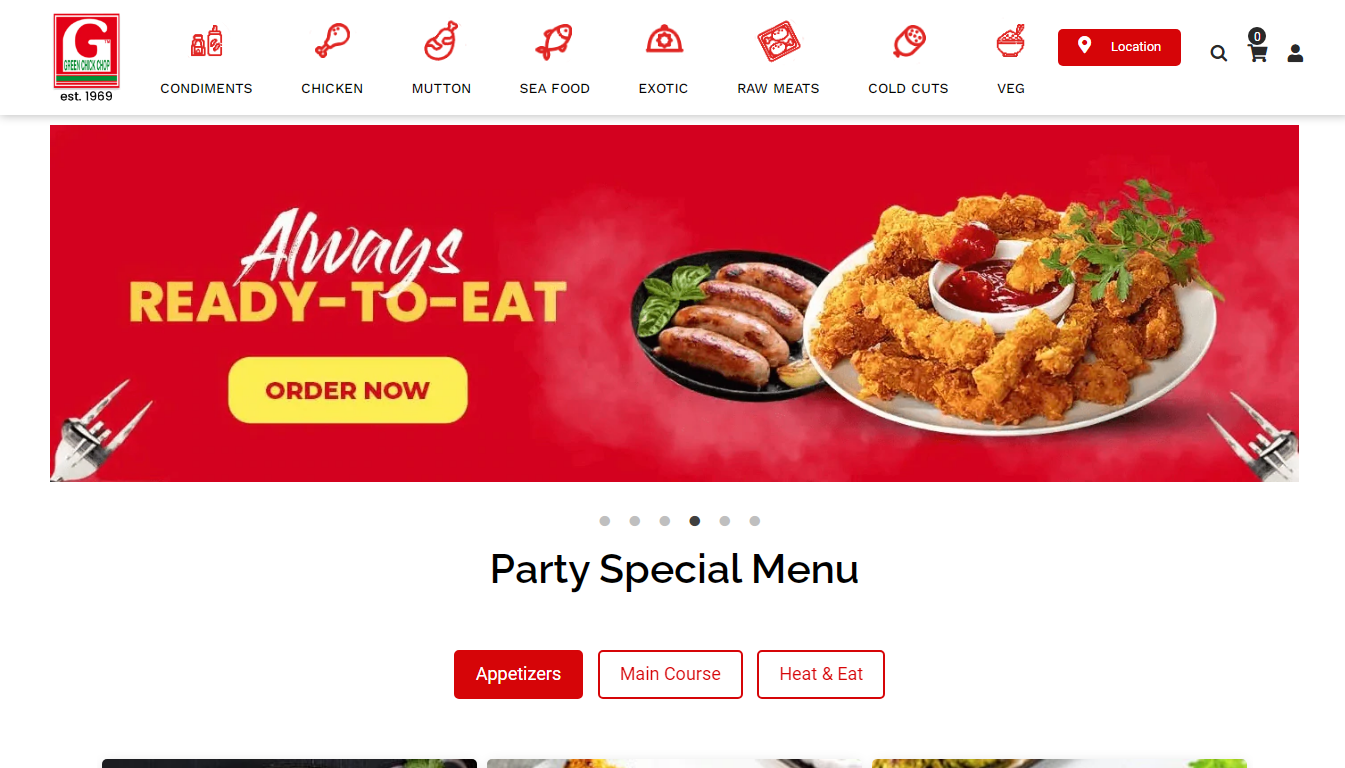 G
TM
GREEN CHICK CHOP
est. 1969
CONDIMENTS
CHICKEN
MUTTON
SEA FOOD
EXOTIC
RAW MEATS
COLD CUTS
VEG
Location
0
Always
READY-TO-EAT
ORDER NOW
Party Special Menu
Appetizers
Main Course
Heat & Eat